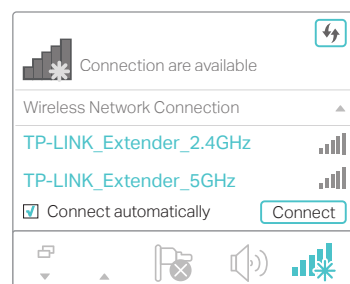 Connection are available
Wireless Network Connection
TP-LINK_Extender_2.4GHz
TP-LINK_Extender_5GHz
Connect automatically
Connect